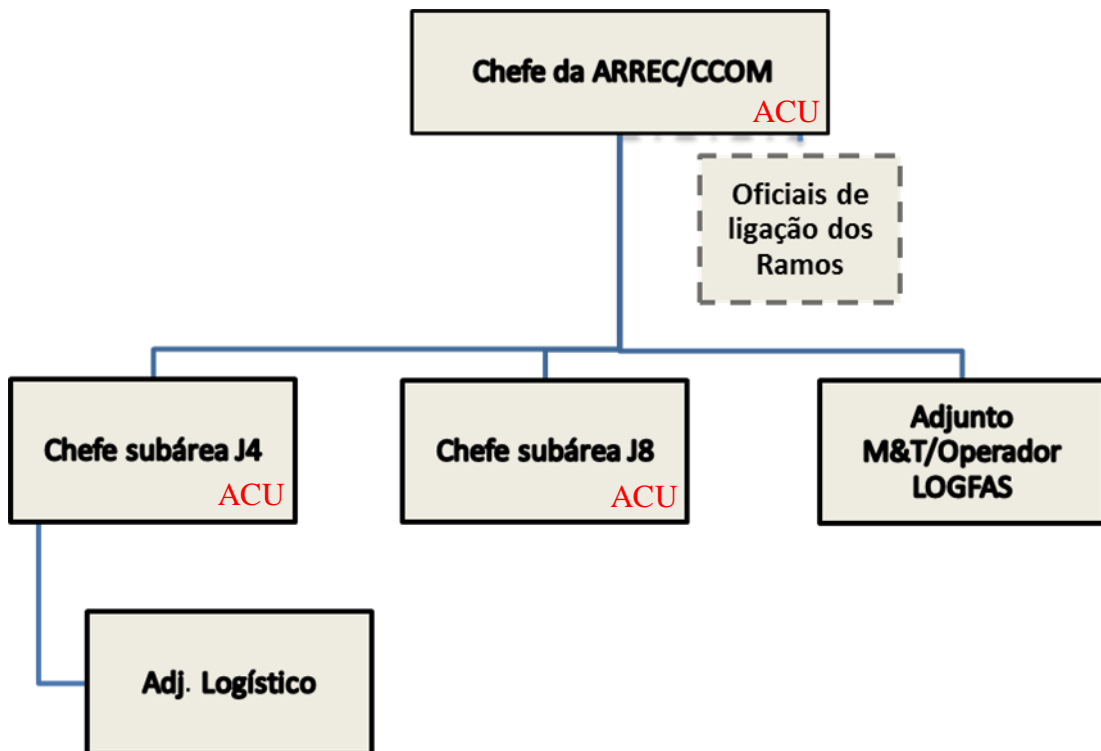 Chefe da ARREC/CCOM
ACU
Oficiais de
ligação dos
Ramos
Chefe subárea J4
ACU
Chefe subárea J8
ACU
Adjunto
M&T/Operador
LOGFAS
Adj. Logístico